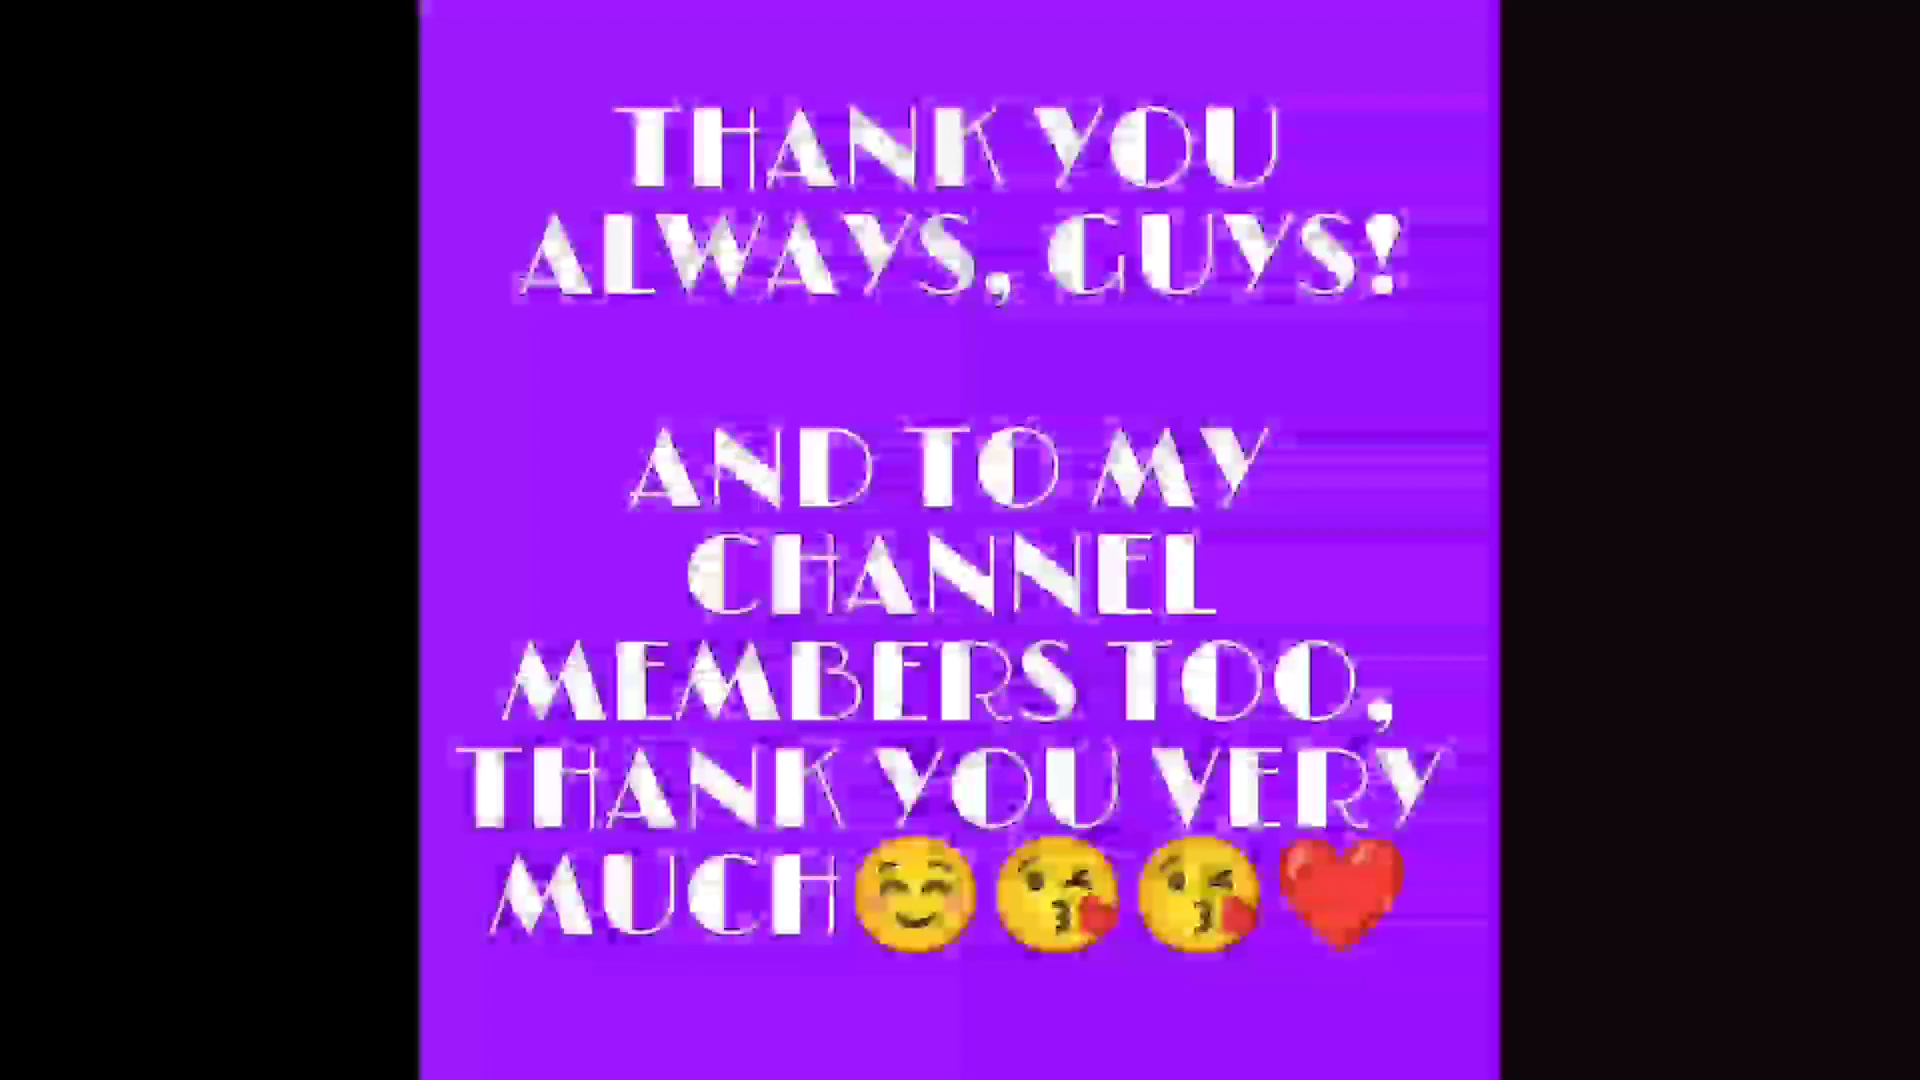 THANK YOU
ALWAYS, GUYS!
AND TO MY
CHANNEL
MEMBERS TOO,
THANK YOU VERY
MUCH☺️😘😘❤️